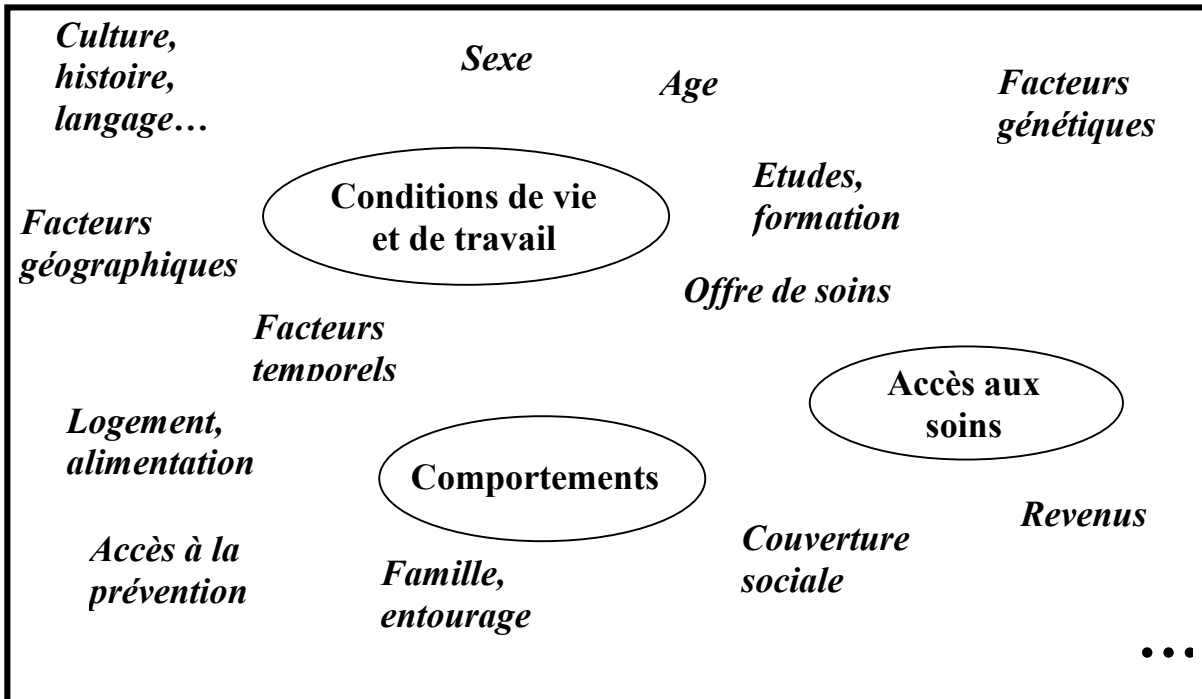 Culture,
histoire,
langage…
Sexe
Age
Facteurs
génétiques
Conditions de vie
et de travail
Etudes,
formation
Facteurs
géographiques
Offre de soins
Facteurs
temporels
Accès aux
soins
Logement,
alimentation
Comportements
Revenus
Couverture
sociale
Accès à la
prévention
Famille,
entourage
…